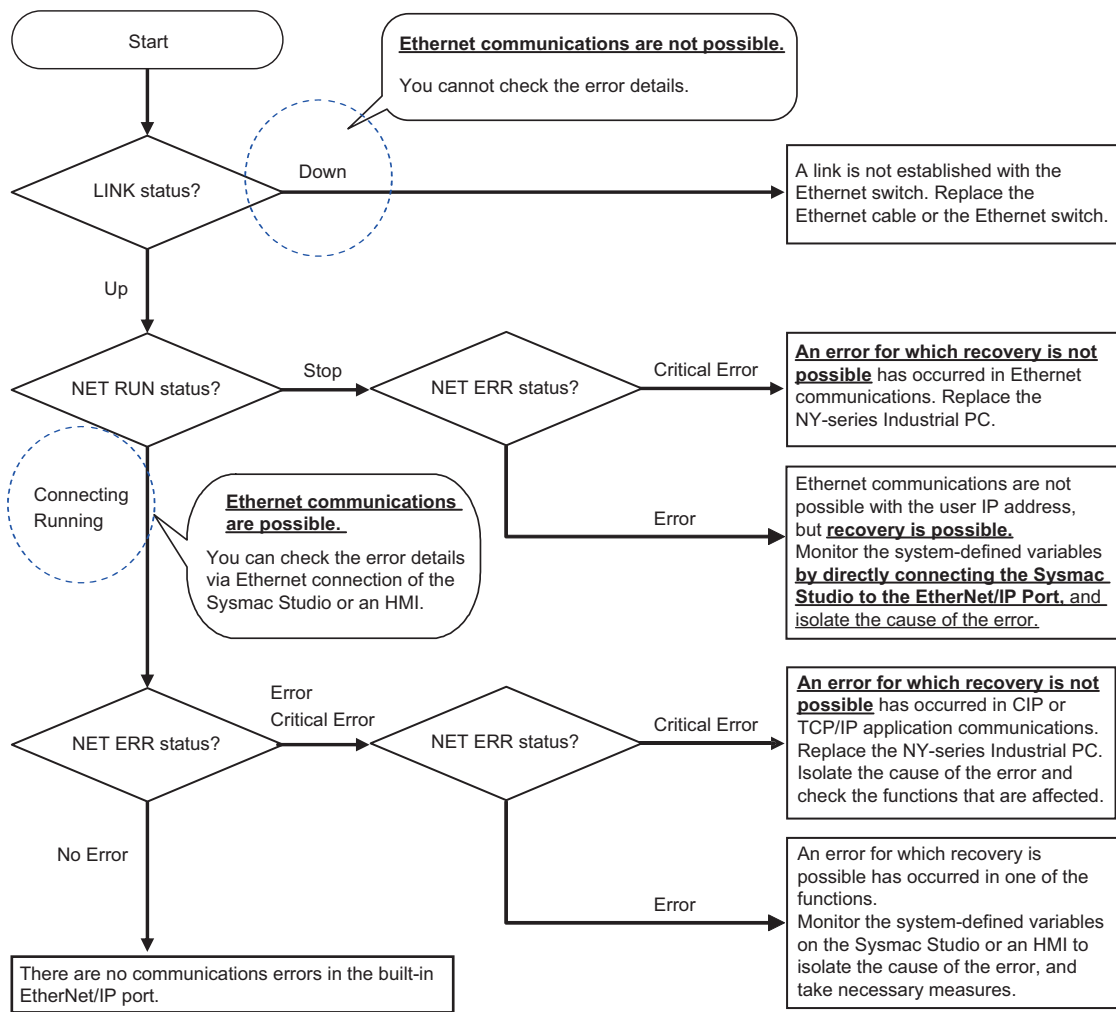 Start
Ethernet communications are not possible.
You cannot check the error details.
LINK status?
Down
A link is not established with the
Ethernet switch. Replace the
Ethernet cable or the Ethernet switch.
Up
NET RUN status?
Stop
NET ERR status?
Critical Error
An error for which recovery is not
possible has occurred in Ethernet
communications. Replace the
NY-series Industrial PC.
Error
Ethernet communications are not
possible with the user IP address,
but recovery is possible.
Monitor the system-defined variables
by directly connecting the Sysmac
Studio to the EtherNet/IP Port, and
isolate the cause of the error.
Connecting
Running
Ethernet communications
are possible.
You can check the error details
via Ethernet connection of the
Sysmac Studio or an HMI.
NET ERR status?
Error
Critical Error
NET ERR status?
Critical Error
An error for which recovery is not
possible has occurred in CIP or
TCP/IP application communications.
Replace the NY-series Industrial PC.
Isolate the cause of the error and
check the functions that are affected.
No Error
Error
An error for which recovery is
possible has occurred in one of the
functions.
Monitor the system-defined variables
on the Sysmac Studio or an HMI to
isolate the cause of the error, and
take necessary measures.
There are no communications errors in the built-in
EtherNet/IP port.